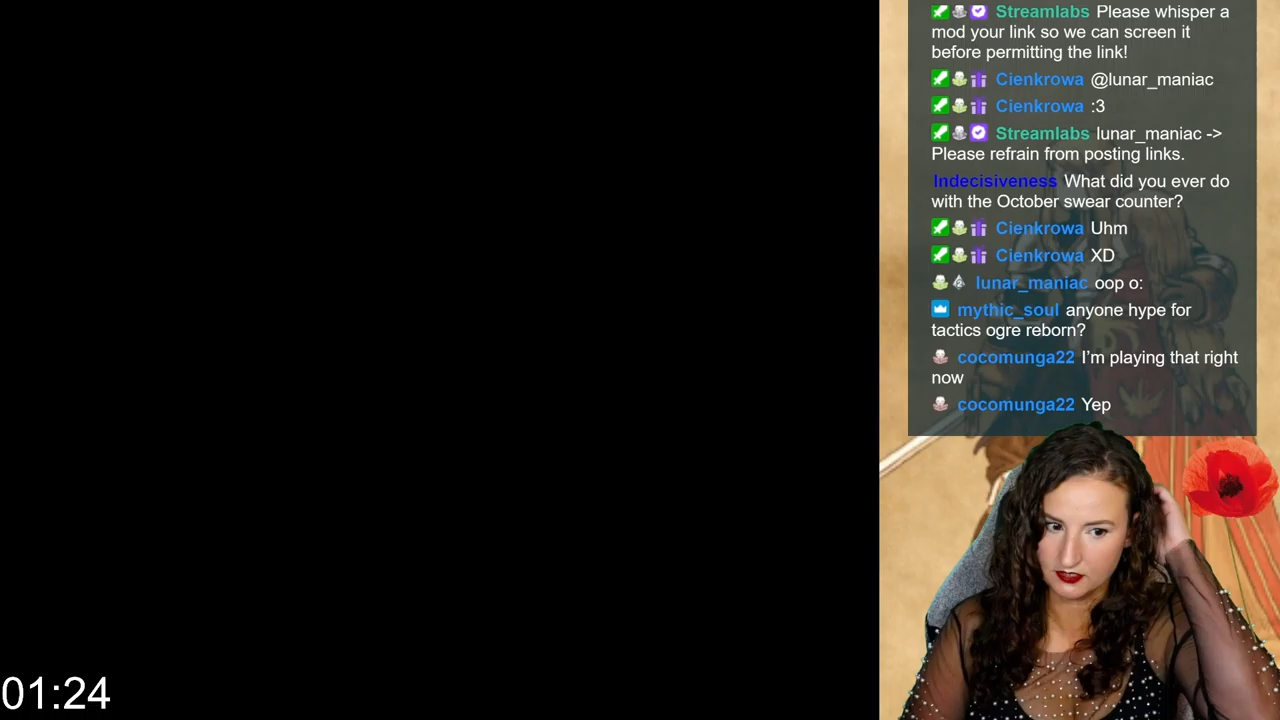 Streamlabs Please whisper a
mod your link so we can screen it
before permitting the link!
Cienkrowa @lunar_maniac
Cienkrowa :3
Streamlabs lunar_maniac ->
Please refrain from posting links.
Indecisiveness What did you ever do
with the October swear counter?
Cienkrowa Uhm
Cienkrowa XD
lunar_maniac oop o:
mythic_soul anyone hype for
tactics ogre reborn?
cocomunga22 I’m playing that right
now
cocomunga22 Yep
01:24